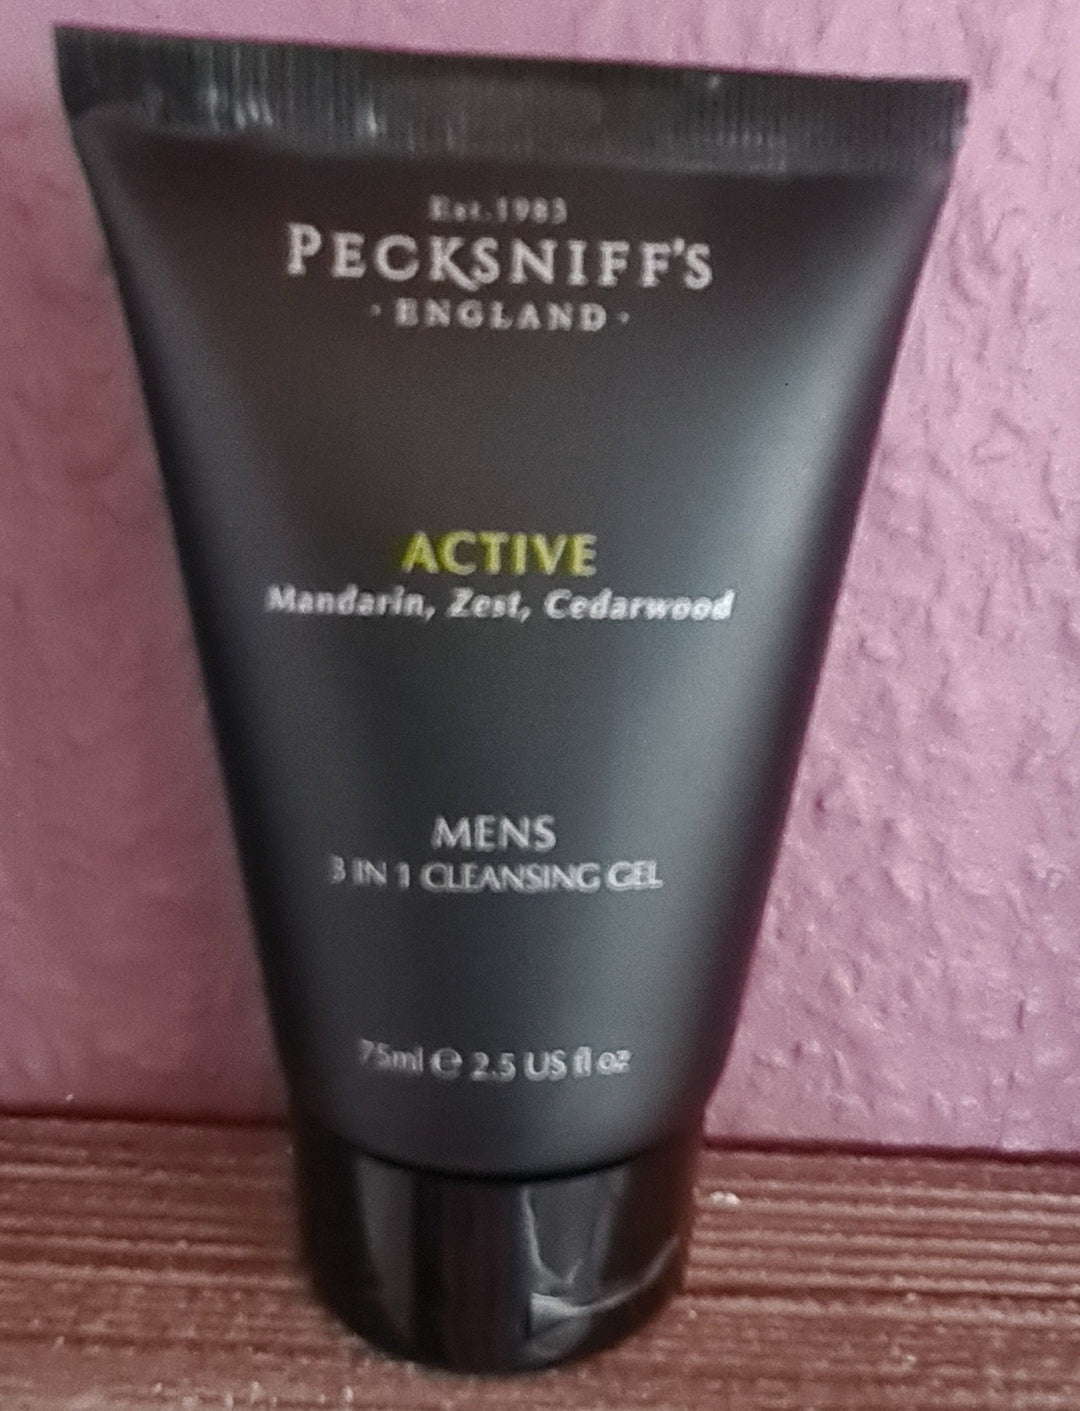 Est.1983
PECKSNIFF'S
· ENGLAND ·
ACTIVE
Mandarin, Zest, Cedarwood
MENS
3 IN 1 CLEANSING GEL
75ml ℮ 2.5 US fl oz